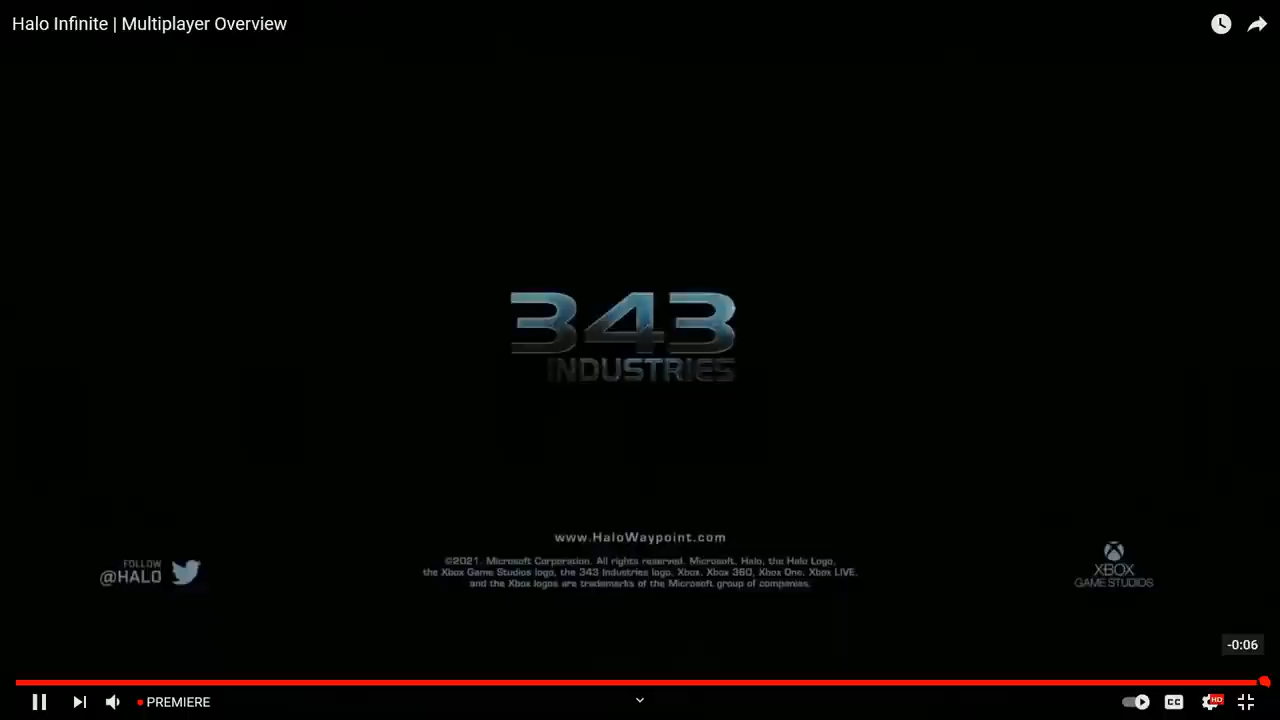 Halo Infinite | Multiplayer Overview
343
INDUSTRIES
www.HaloWaypoint.com
FOLLOW
@HALO
©2021. Microsoft Corporation. All rights reserved. Microsoft, Halo, the Halo Logo,
the Xbox Game Studios logo, the 343 Industries logo, Xbox, Xbox 360, Xbox One, Xbox LIVE,
and the Xbox logos are trademarks of the Microsoft group of companies.
XBOX
GAME STUDIOS
-0:06
PREMIERE
CC
HD